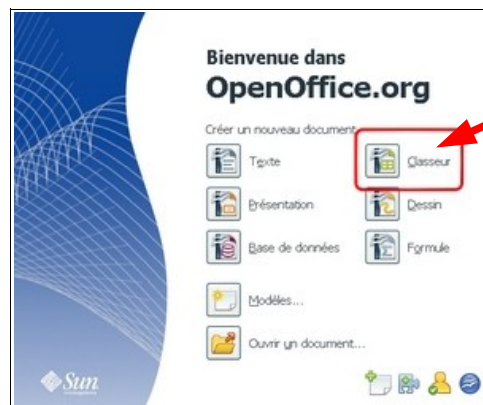 Bienvenue dans
OpenOffice.org
Créer un nouveau document
Texte
Classeur
Présentation
Dessin
Base de données
Formule
Modèles...
Ouvrir un document...
Sun